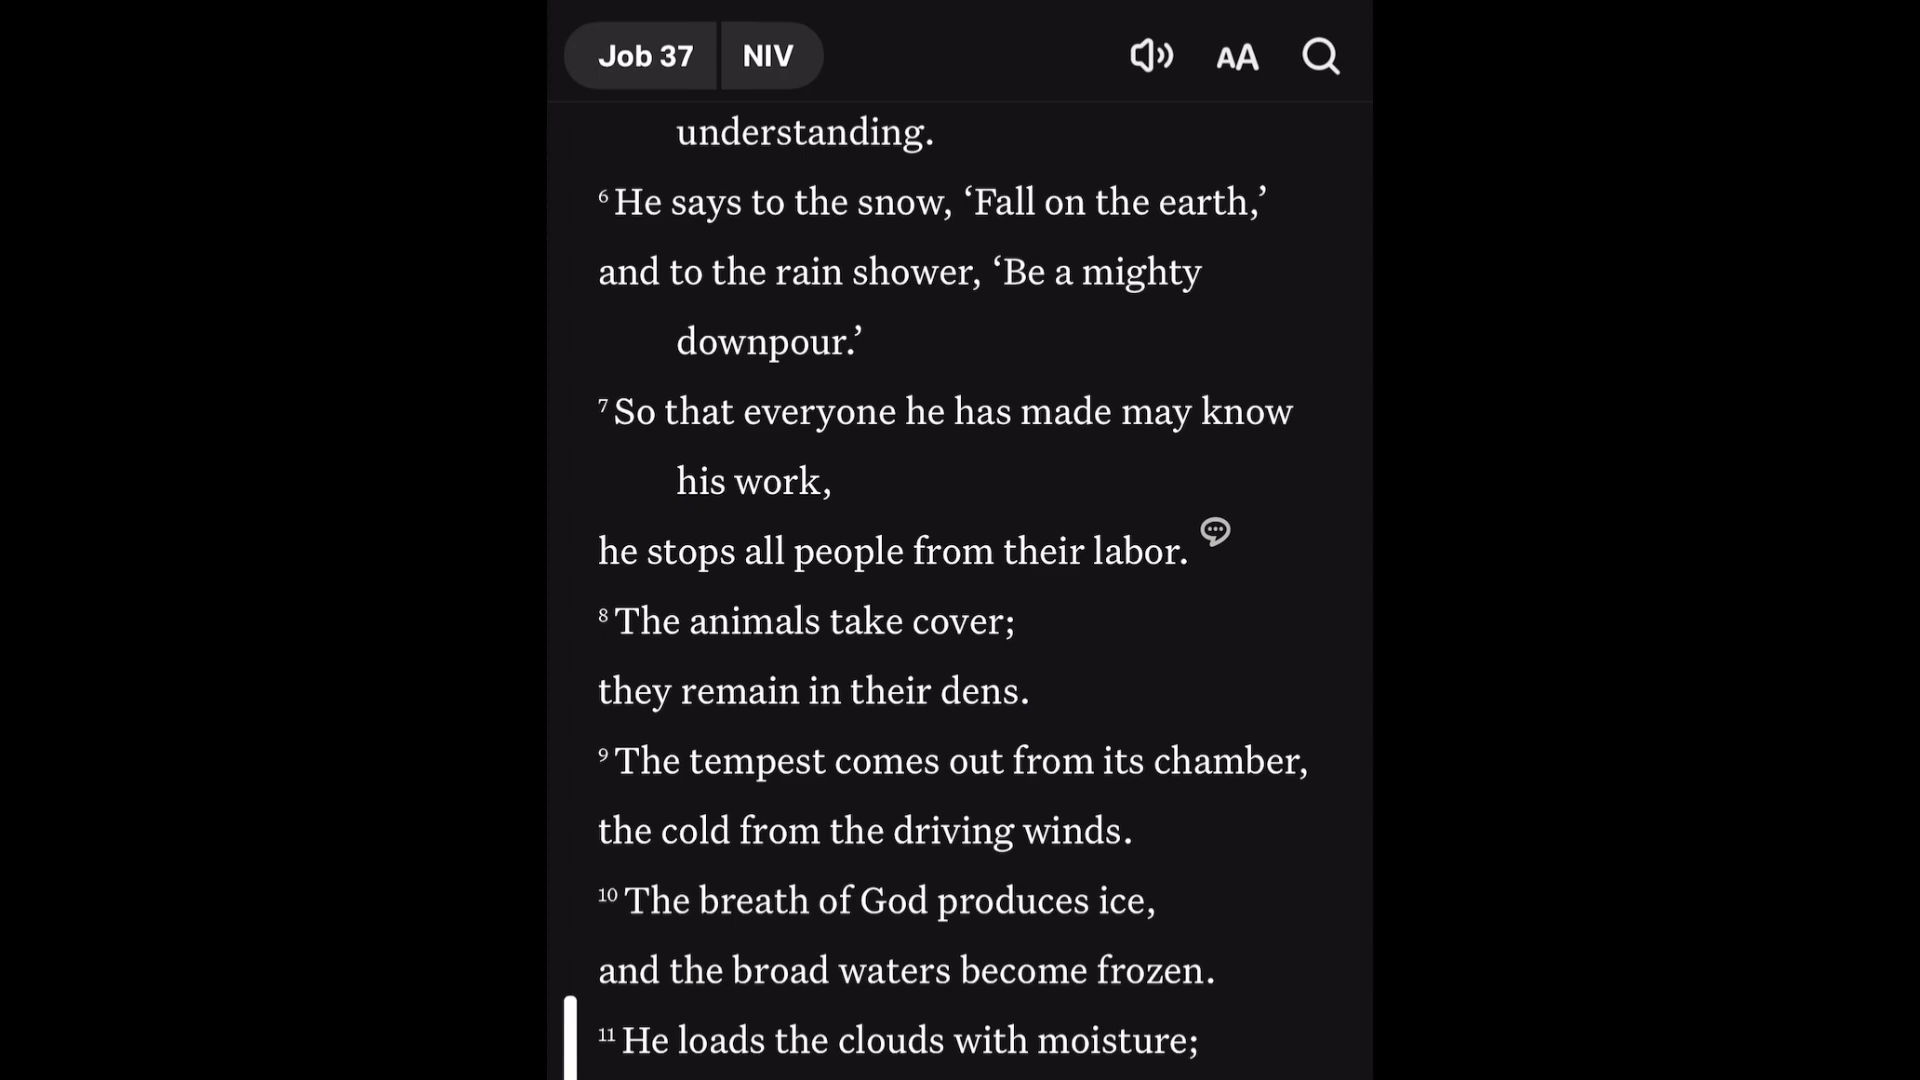 Job 37 NIV AA
understanding.
6 He says to the snow, ‘Fall on the earth,’
and to the rain shower, ‘Be a mighty
downpour.’
7 So that everyone he has made may know
his work,
he stops all people from their labor.
8 The animals take cover;
they remain in their dens.
9 The tempest comes out from its chamber,
the cold from the driving winds.
10 The breath of God produces ice,
and the broad waters become frozen.
11 He loads the clouds with moisture;